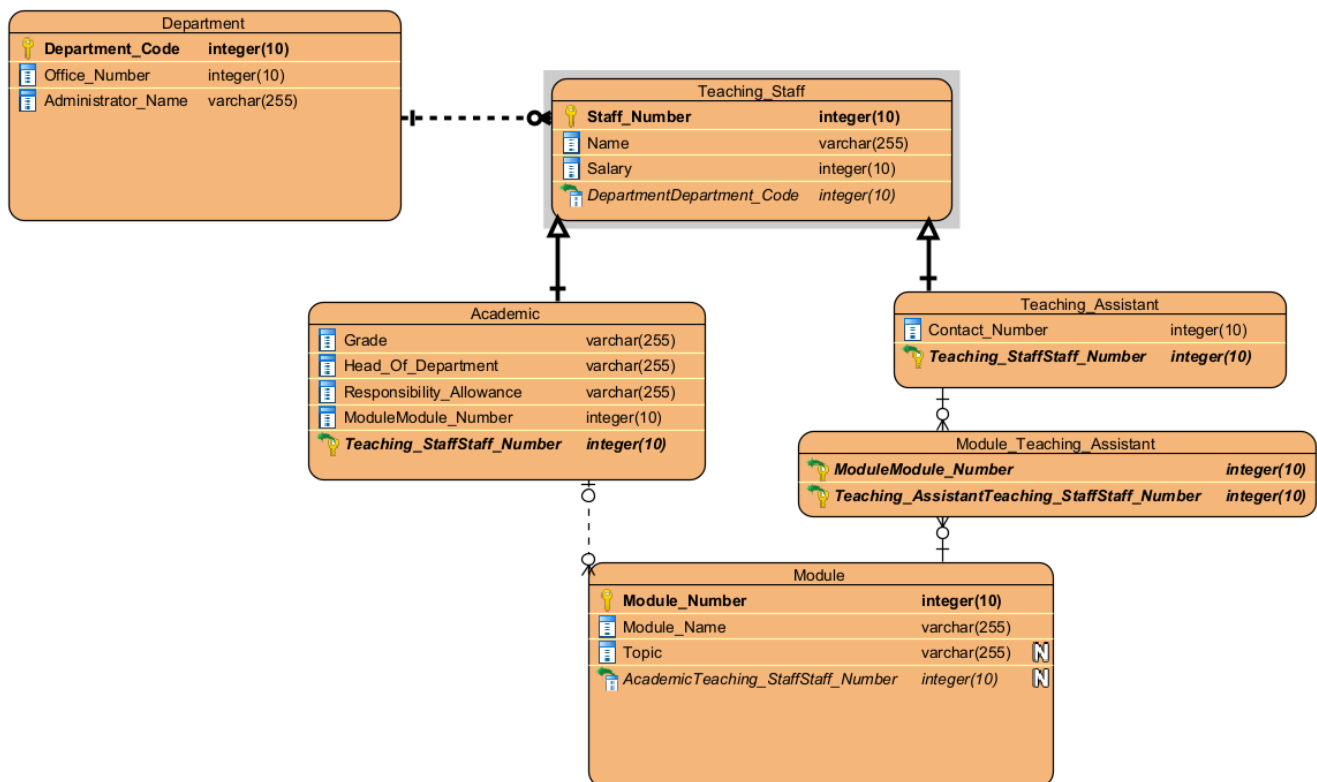 Department
Department_Code integer(10)
Office_Number integer(10)
Administrator_Name varchar(255)
Teaching_Staff
Staff_Number integer(10)
Name varchar(255)
Salary integer(10)
DepartmentDepartment_Code integer(10)
Academic
Grade varchar(255)
Head_Of_Department varchar(255)
Responsibility_Allowance varchar(255)
ModuleModule_Number integer(10)
Teaching_StaffStaff_Number integer(10)
Teaching_Assistant
Contact_Number integer(10)
Teaching_StaffStaff_Number integer(10)
Module_Teaching_Assistant
ModuleModule_Number integer(10)
Teaching_AssistantTeaching_StaffStaff_Number integer(10)
Module
Module_Number integer(10)
Module_Name varchar(255)
Topic varchar(255) N
AcademicTeaching_StaffStaff_Number integer(10) N